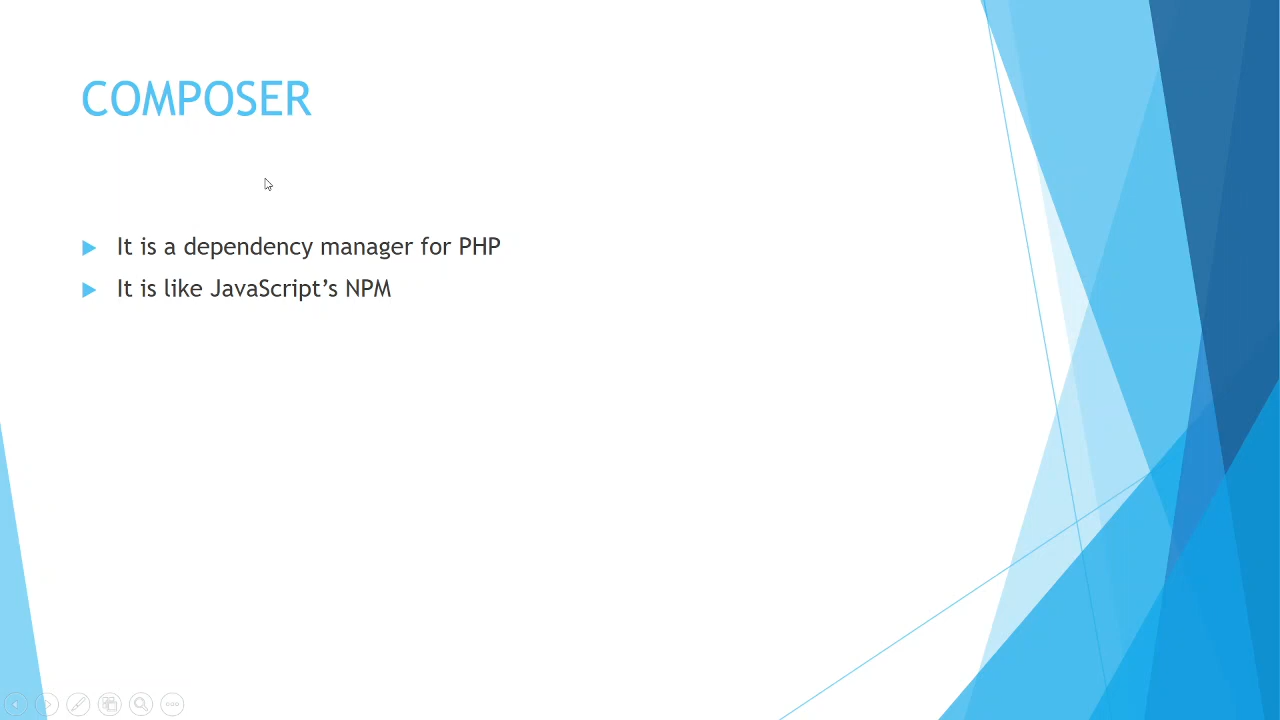 COMPOSER
It is a dependency manager for PHP
It is like JavaScript’s NPM